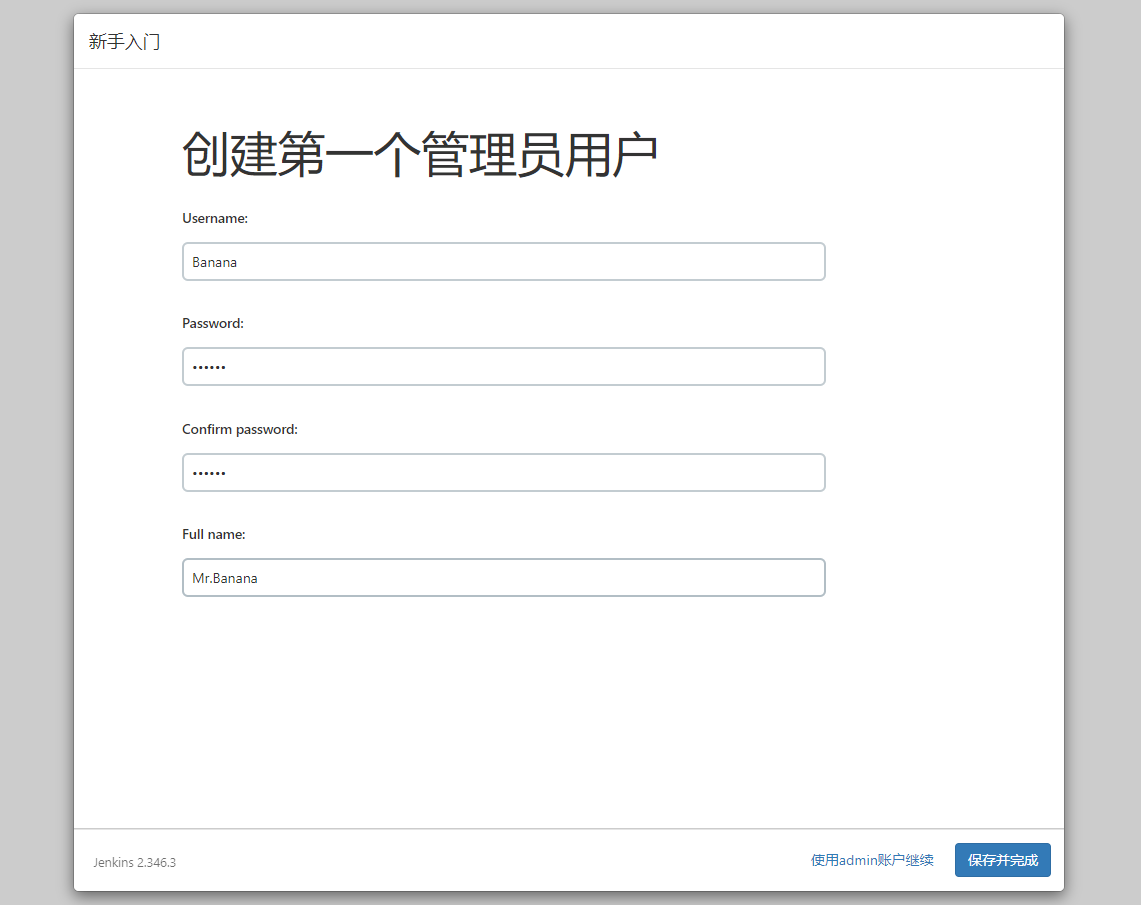 新手入门
创建第一个管理员用户
Username:
Banana
Password:
••••••
Confirm password:
••••••
Full name:
Mr.Banana
Jenkins 2.346.3
使用admin账户继续
保存并完成